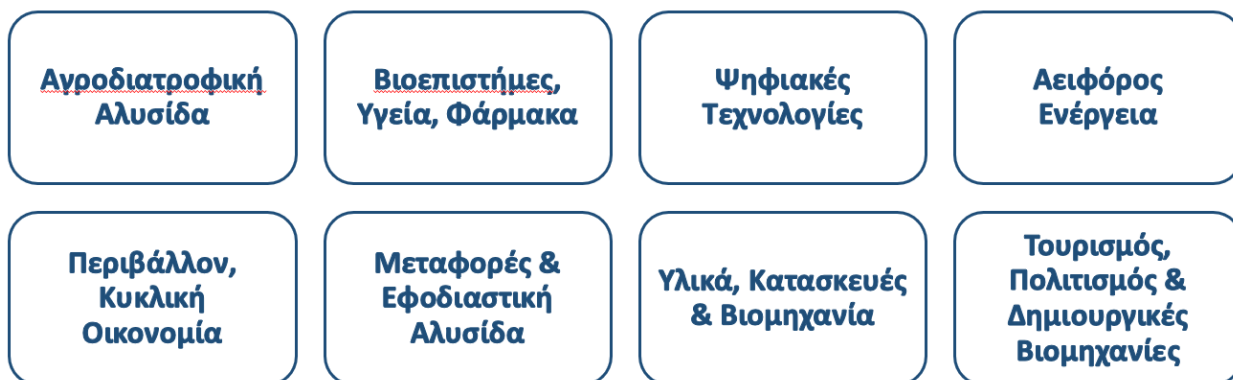 Αγροδιατροφική
Αλυσίδα
Βιοεπιστήμες,
Υγεία, Φάρμακα
Ψηφιακές
Τεχνολογίες
Αειφόρος
Ενέργεια
Περιβάλλον,
Κυκλική
Οικονομία
Μεταφορές &
Εφοδιαστική
Αλυσίδα
Υλικά, Κατασκευές
& Βιομηχανία
Τουρισμός,
Πολιτισμός &
Δημιουργικές
Βιομηχανίες